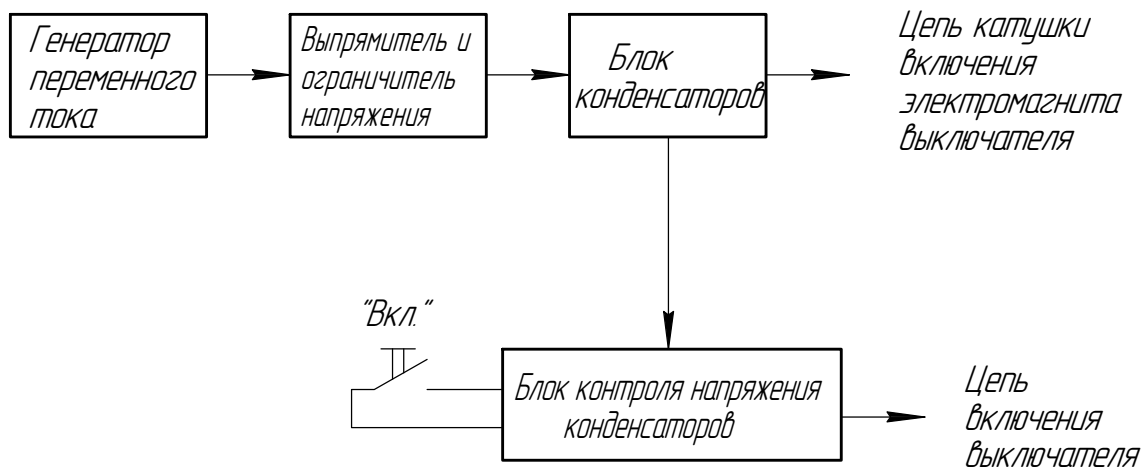 Генератор
переменного
тока
Выпрямитель и
ограничитель
напряжения
Блок
конденсаторов
Цепь катушки
включения
электромагнита
выключателя
"Вкл."
Блок контроля напряжения
конденсаторов
Цепь
включения
выключателя